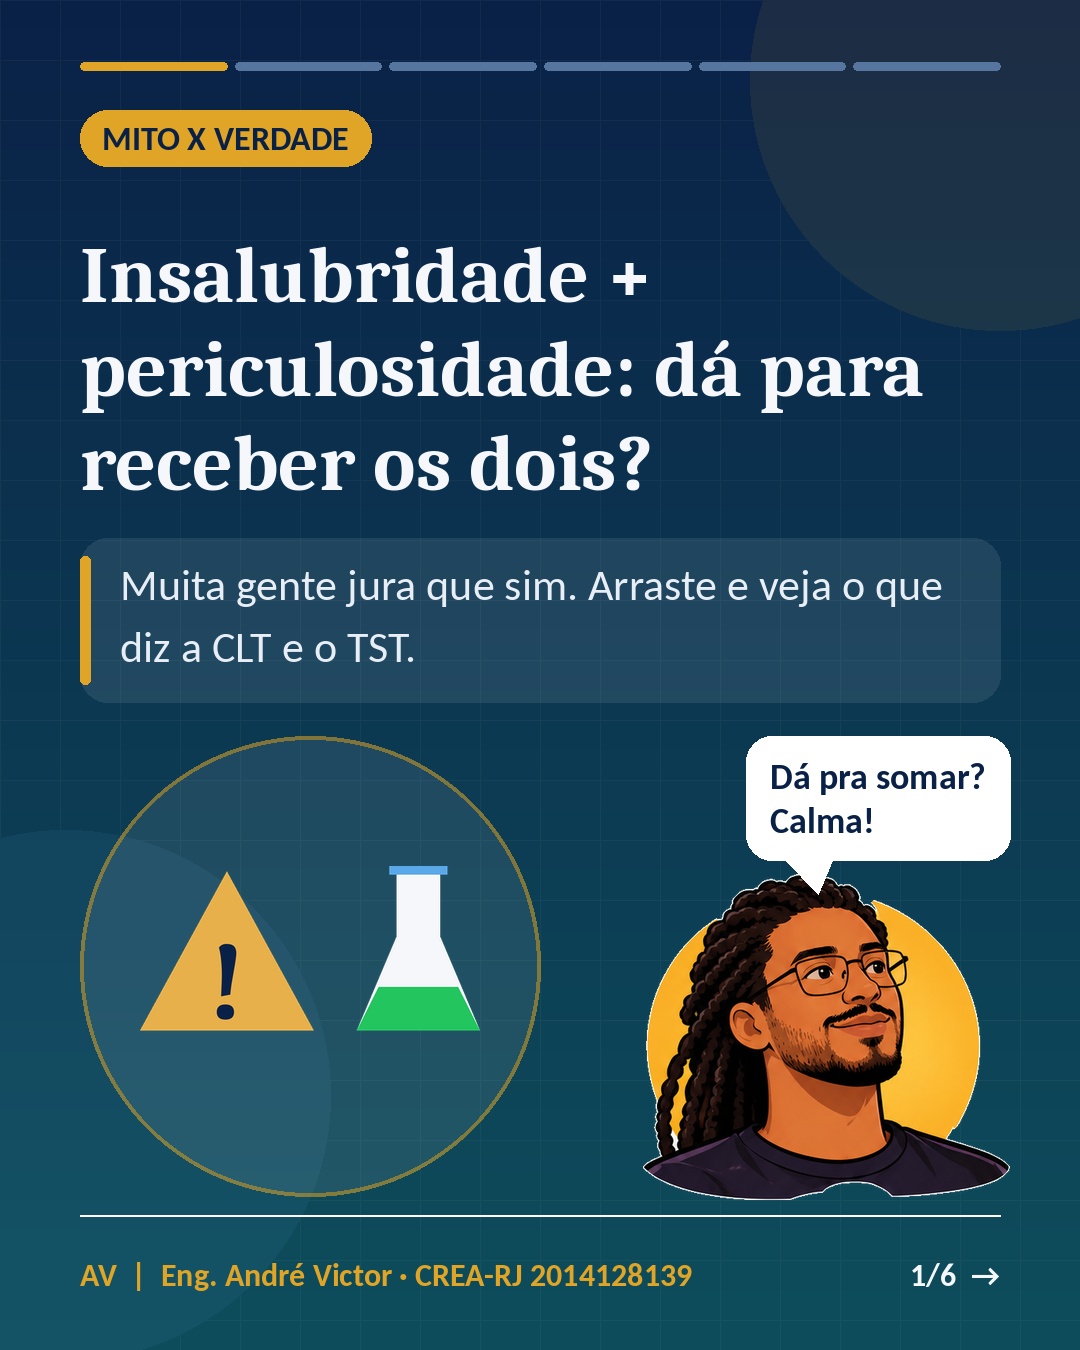 MITO X VERDADE
Insalubridade +
periculosidade: dá para
receber os dois?
Muita gente jura que sim. Arraste e veja o que
diz a CLT e o TST.
Dá pra somar?
Calma!
!
AV | Eng. André Victor · CREA-RJ 2014128139
1/6 →